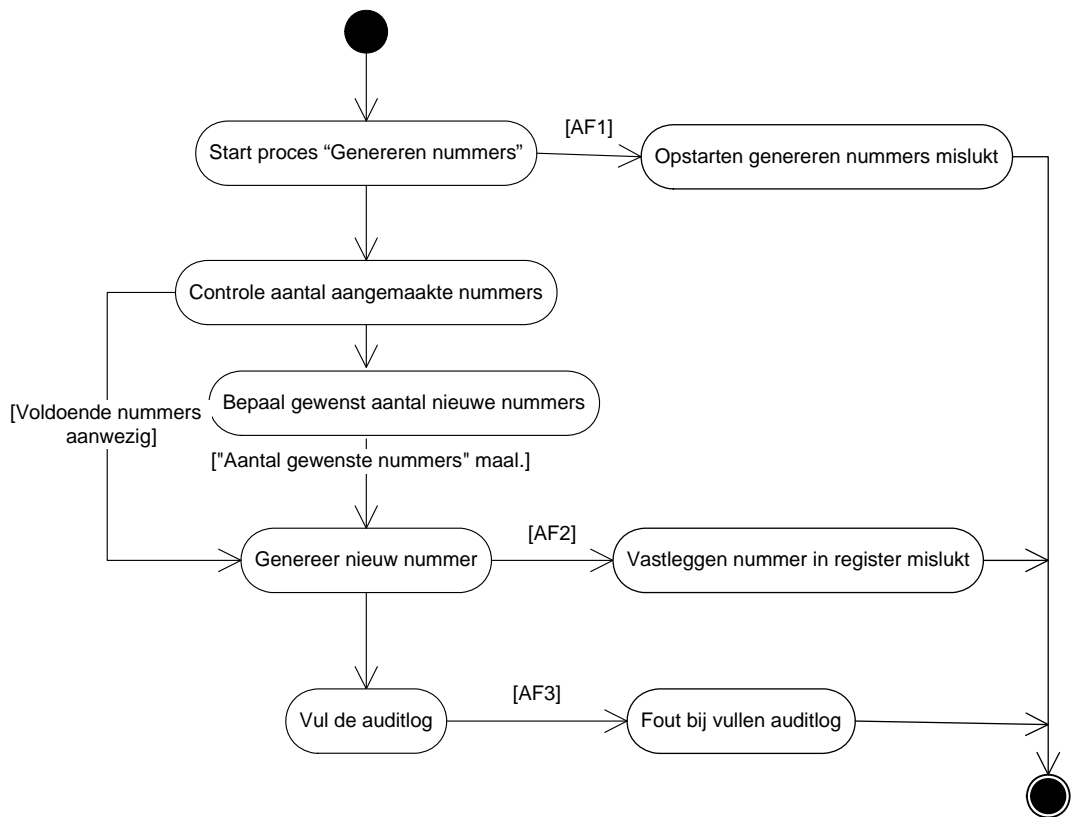 [AF1]
Start proces “Genereren nummers”
Opstarten genereren nummers mislukt
Controle aantal aangemaakte nummers
Bepaal gewenst aantal nieuwe nummers
[Voldoende nummers
aanwezig]
["Aantal gewenste nummers" maal.]
[AF2]
Genereer nieuw nummer
Vastleggen nummer in register mislukt
[AF3]
Vul de auditlog
Fout bij vullen auditlog